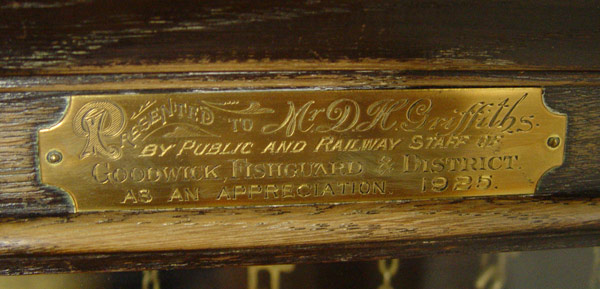 Presented to Mr D. H. Griffiths.
BY PUBLIC AND RAILWAY STAFF OF
GOODWICK, FISHGUARD & DISTRICT.
AS AN APPRECIATION. 1925.